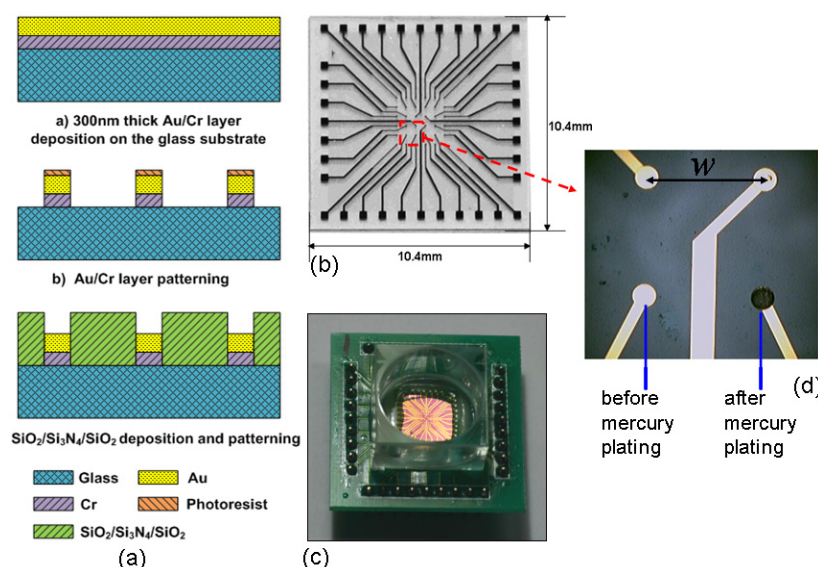 a) 300nm thick Au/Cr layer
deposition on the glass substrate
b) Au/Cr layer patterning
SiO₂/Si₃N₄/SiO₂ deposition and patterning
Glass
Au
Cr
Photoresist
SiO₂/Si₃N₄/SiO₂
(a)
10.4mm
10.4mm
(b)
(c)
w
before
mercury
plating
after
mercury
plating
(d)